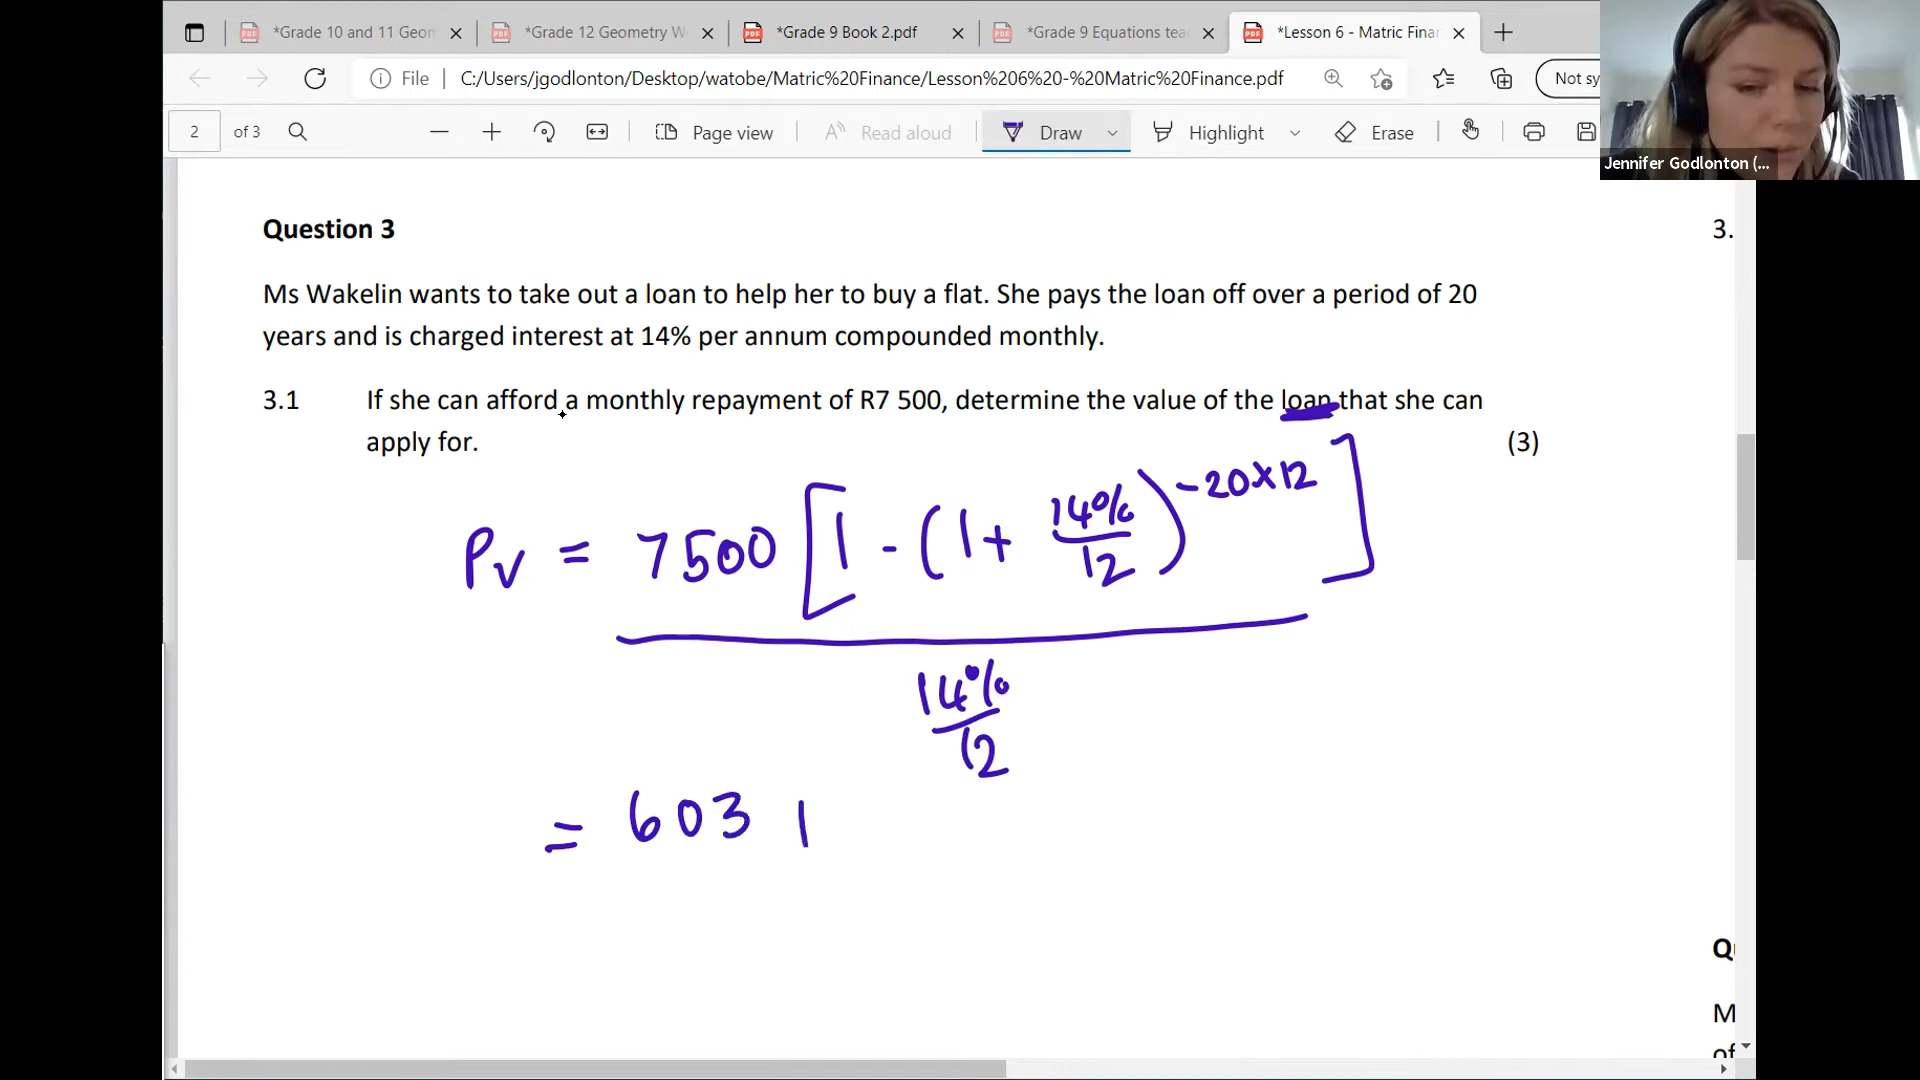 *Grade 10 and 11 Geom
*Grade 12 Geometry W
*Grade 9 Book 2.pdf
*Grade 9 Equations tea
*Lesson 6 - Matric Finan
File
C:/Users/jgodlonton/Desktop/watobe/Matric%20Finance/Lesson%206%20-%20Matric%20Finance.pdf
Not sy
2 of 3
Page view
Read aloud
Draw
Highlight
Erase
Jennifer Godlonton (...
Question 3
3.
Ms Wakelin wants to take out a loan to help her to buy a flat. She pays the loan off over a period of 20
years and is charged interest at 14% per annum compounded monthly.
3.1 If she can afford a monthly repayment of R7 500, determine the value of the loan that she can
apply for. (3)
Pv = 7500 [1 - (1 + 14%/12)^-20×12]
14%/12
= 603 1
Q
M
of